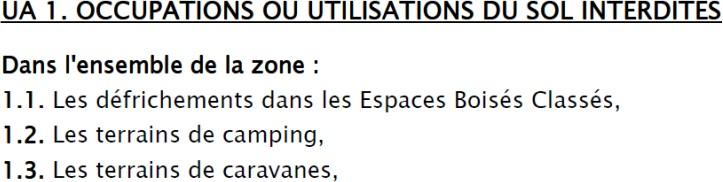 UA 1. OCCUPATIONS OU UTILISATIONS DU SOL INTERDITES
Dans l'ensemble de la zone :
1.1. Les défrichements dans les Espaces Boisés Classés,
1.2. Les terrains de camping,
1.3. Les terrains de caravanes,